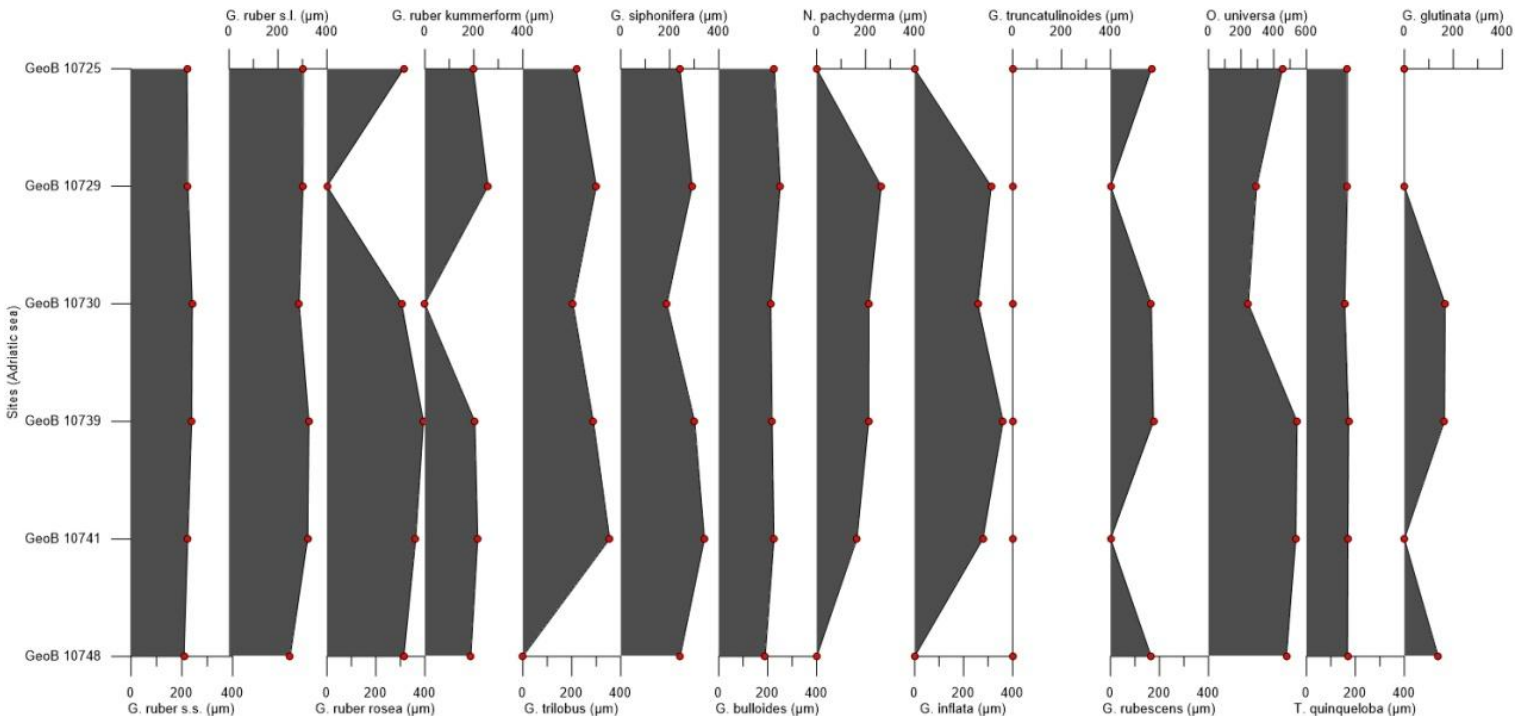 G. ruber s.l. (µm) G. ruber kummerform (µm) G. siphonifera (µm) N. pachyderma (µm) G. truncatulinoides (µm) O. universa (µm) G. glutinata (µm)
0 200 400 0 200 400 0 200 400 0 200 400 0 200 400 0 200 400 600 0 200 400
GeoB 10725
GeoB 10729
GeoB 10730
Sites (Adriatic sea)
GeoB 10739
GeoB 10741
GeoB 10748
0 200 400 0 200 400 0 200 400 0 200 400 0 200 400 0 200 400 0 200 400
G. ruber s.s. (µm) G. ruber rosea (µm) G. trilobus (µm) G. bulloides (µm) G. inflata (µm) G. rubescens (µm) T. quinqueloba (µm)